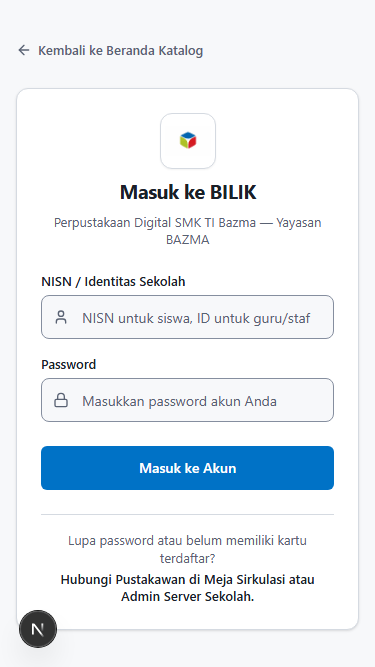 Kembali ke Beranda Katalog
Masuk ke BILIK
Perpustakaan Digital SMK TI Bazma — Yayasan
BAZMA
NISN / Identitas Sekolah
NISN untuk siswa, ID untuk guru/staf
Password
Masukkan password akun Anda
Masuk ke Akun
Lupa password atau belum memiliki kartu
terdaftar?
Hubungi Pustakawan di Meja Sirkulasi atau
Admin Server Sekolah.
N